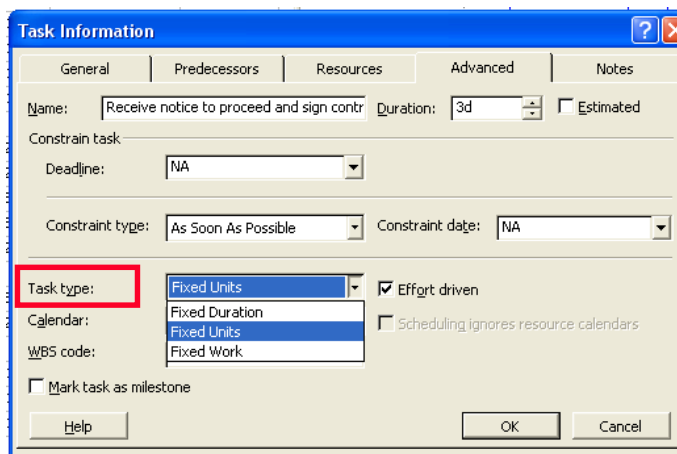 Task Information
General Predecessors Resources Advanced Notes
Name: Receive notice to proceed and sign contr Duration: 3d Estimated
Constrain task
Deadline: NA
Constraint type: As Soon As Possible Constraint date: NA
Task type: Fixed Units Effort driven
Fixed Duration
Calendar: Fixed Units Scheduling ignores resource calendars
WBS code: Fixed Work
Mark task as milestone
Help OK Cancel